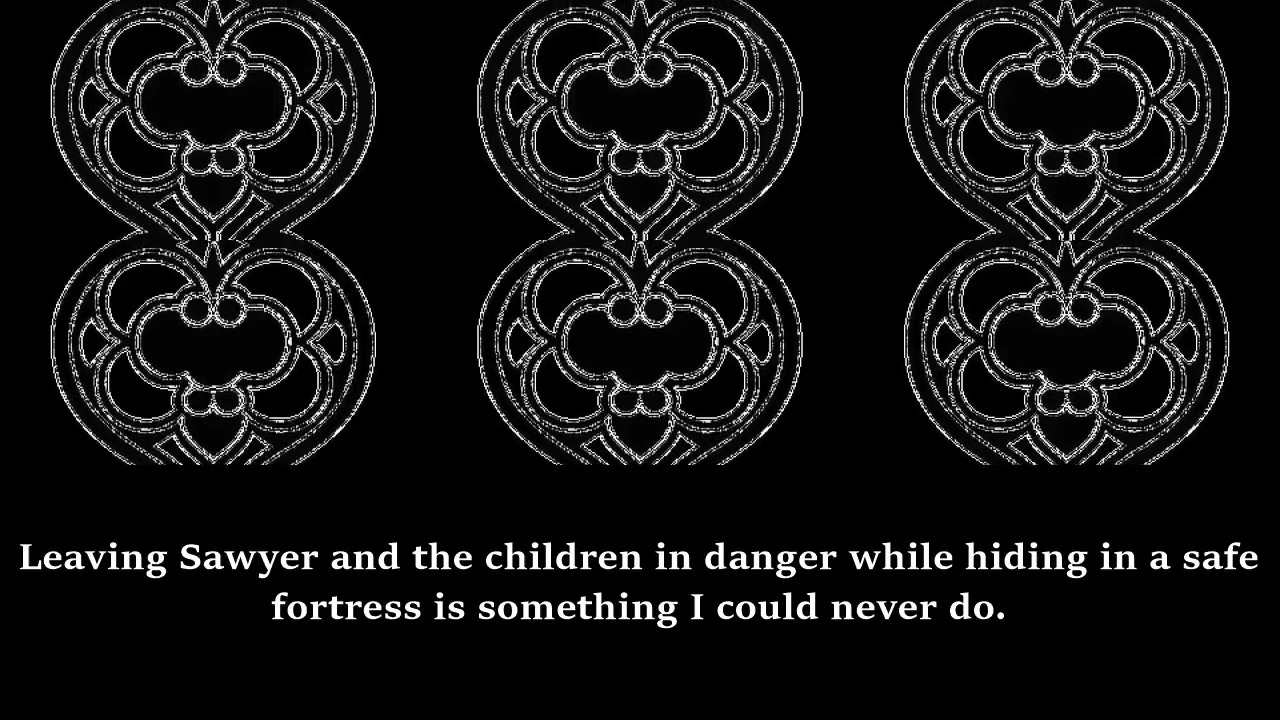 Leaving Sawyer and the children in danger while hiding in a safe
fortress is something I could never do.